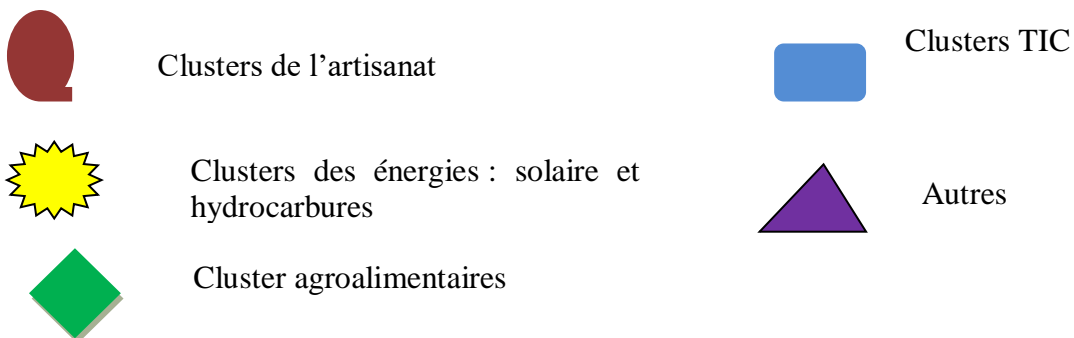 Clusters de l’artisanat
Clusters TIC
Clusters des énergies : solaire et
hydrocarbures
Autres
Cluster agroalimentaires